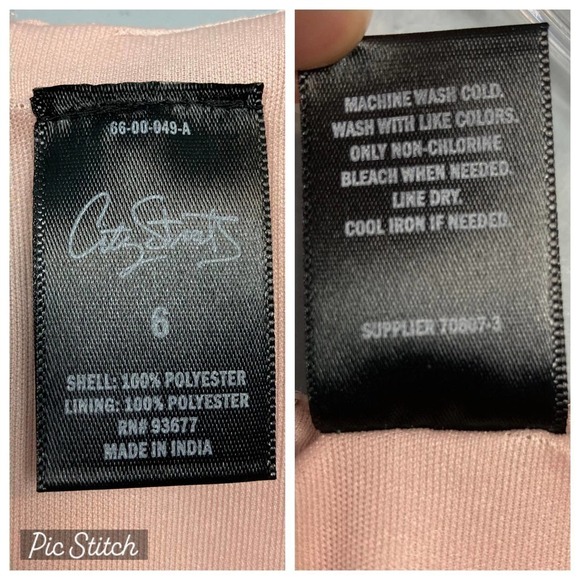 66-00-049-A
City Streets
6
SHELL: 100% POLYESTER
LINING: 100% POLYESTER
RN# 93677
MADE IN INDIA
MACHINE WASH COLD.
WASH WITH LIKE COLORS.
ONLY NON-CHLORINE
BLEACH WHEN NEEDED.
LINE DRY.
COOL IRON IF NEEDED.
SUPPLIER 70807-3
Pic Stitch